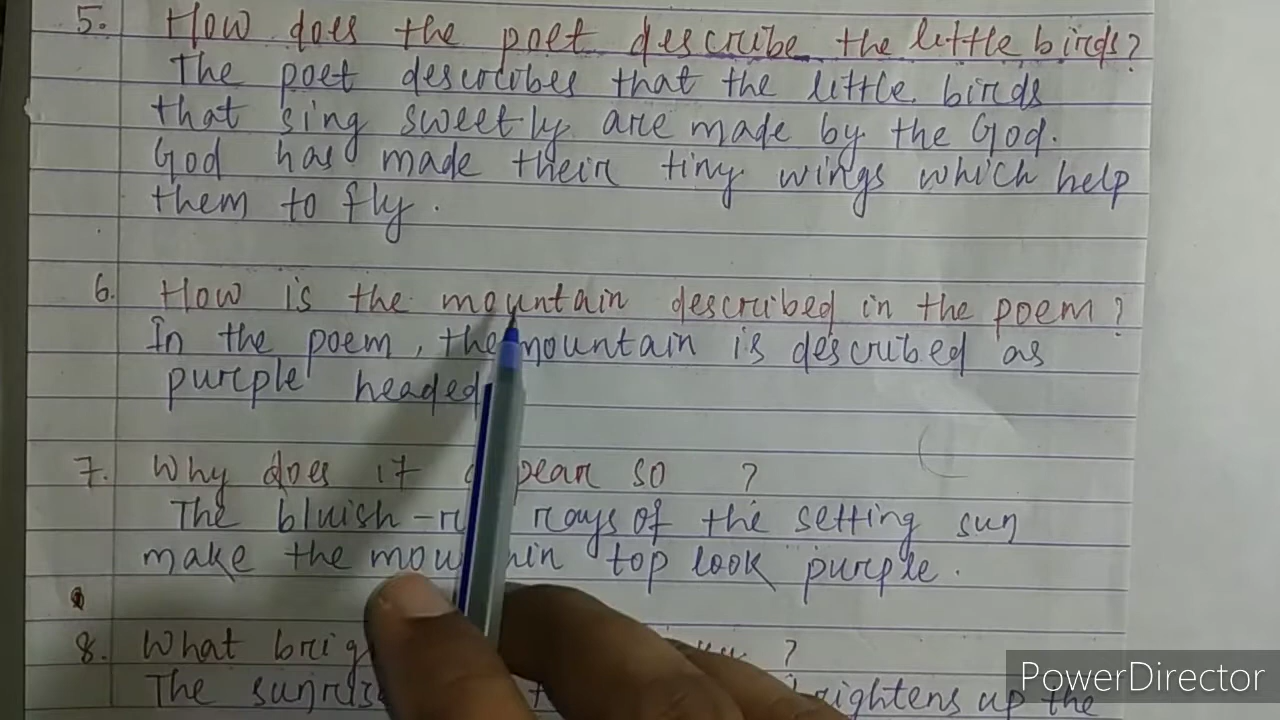 5. How does the poet describe the little birds?
The poet describes that the little birds
that sing sweetly are made by the God.
God has made their tiny wings which help
them to fly.
6. How is the mountain described in the poem?
In the poem, the mountain is described as
purple headed
7. Why does it appear so ?
The bluish-red rays of the setting sun
make the mountain top look purple.
8. What ?
The brightens up the
PowerDirector